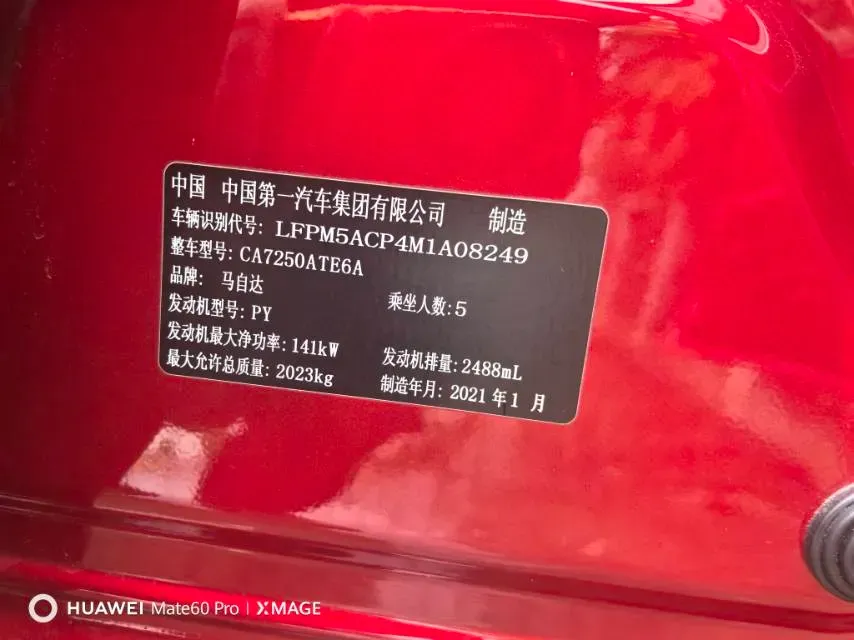 中国 中国第一汽车集团有限公司 制造
车辆识别代号: LFPM5ACP4M1A08249
整车型号: CA7250ATE6A
品牌: 马自达 乘坐人数: 5
发动机型号: PY
发动机最大净功率: 141kW 发动机排量: 2488mL
最大允许总质量: 2023kg 制造年月: 2021 年 1 月
HUAWEI Mate60 Pro | XMAGE